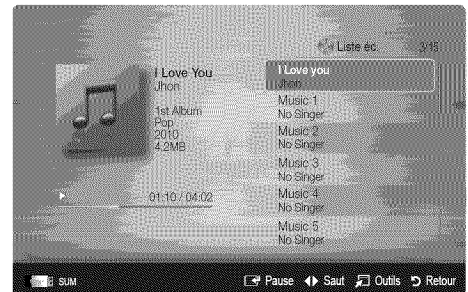 Liste éc. 3/15
I Love You
Jhon
1st Album
Pop
2010
4.2MB
01:10 / 04:02
I Love you
Jhon
Music 1
No Singer
Music 2
No Singer
Music 3
No Singer
Music 4
No Singer
Music 5
No Singer
SUM
Pause Saut Outils Retour